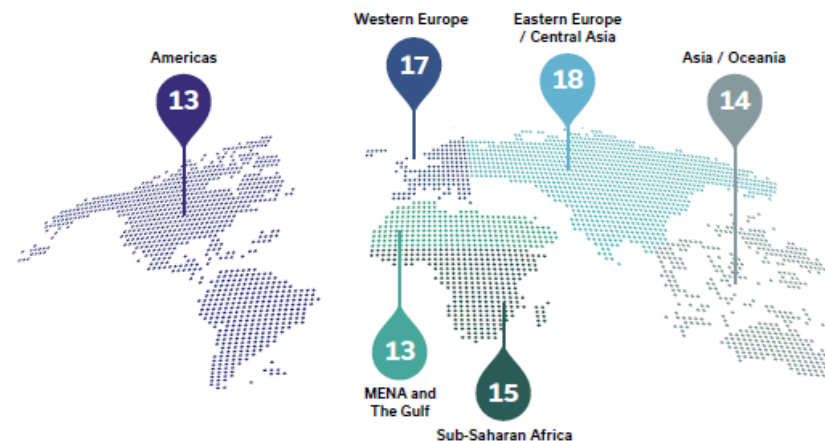 Americas
13
Western Europe
17
Eastern Europe
/ Central Asia
18
Asia / Oceania
14
13
MENA and
The Gulf
15
Sub-Saharan Africa